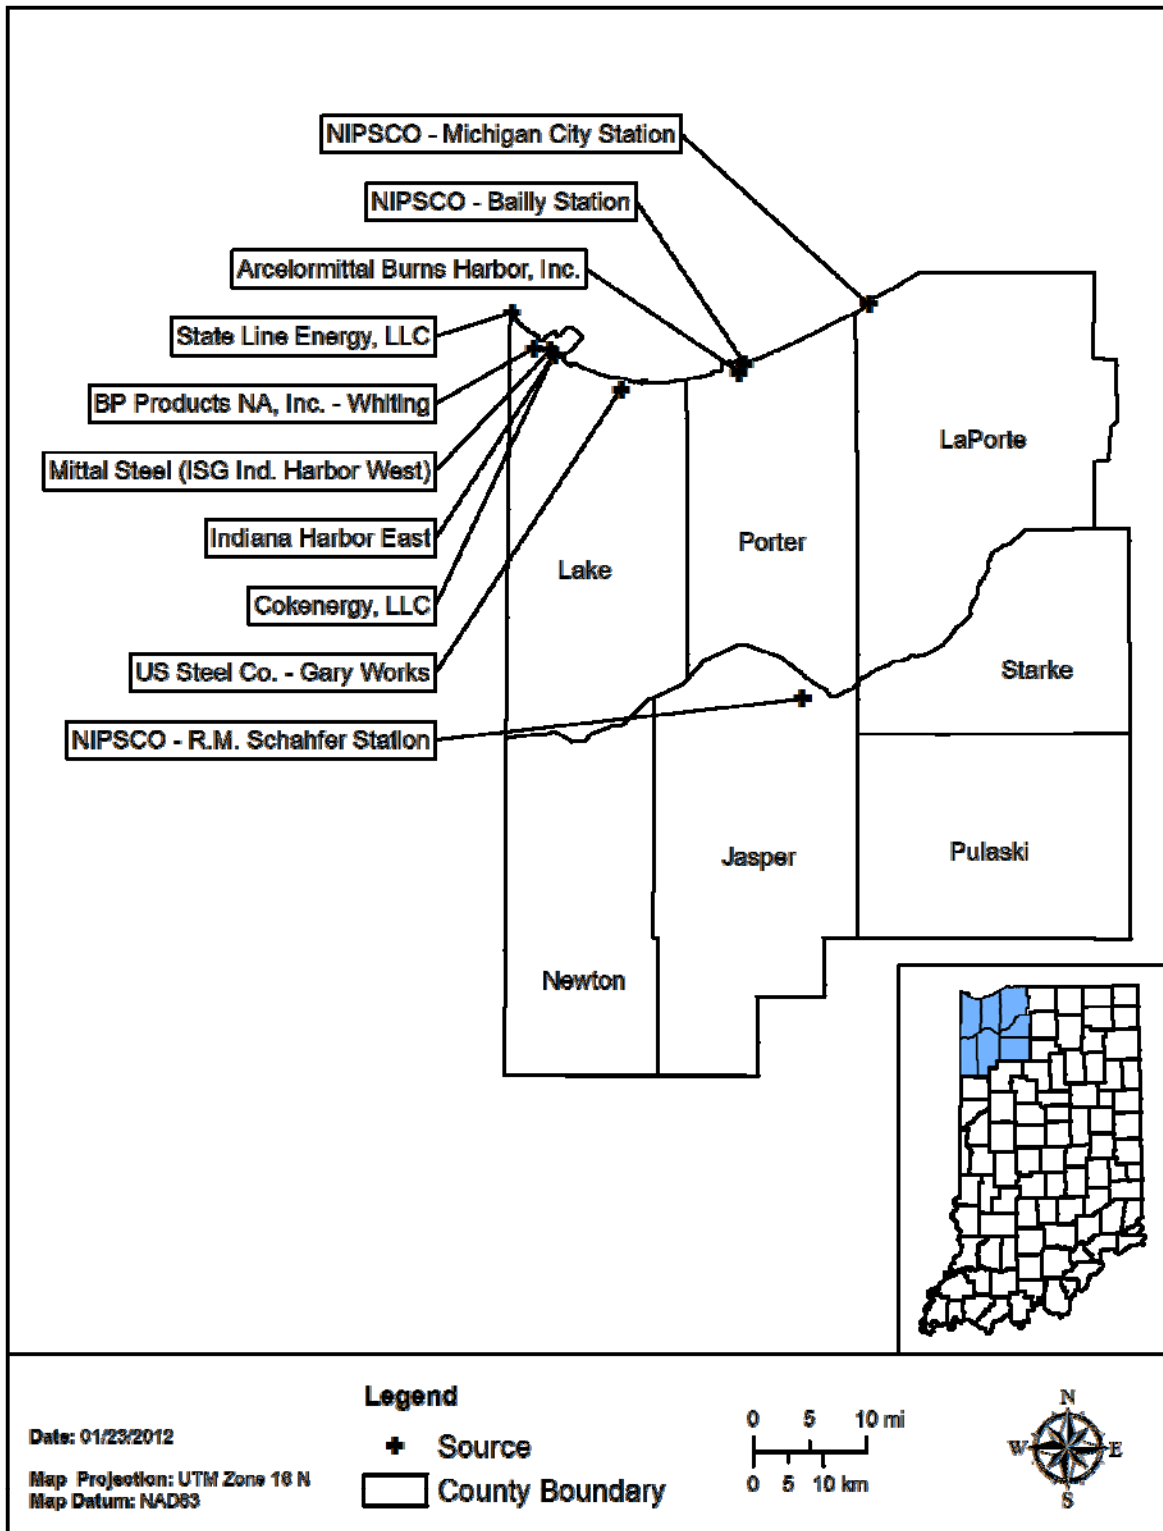 NIPSCO - Michigan City Station
NIPSCO - Bailly Station
Arcelormittal Burns Harbor, Inc.
State Line Energy, LLC
BP Products NA, Inc. - Whiting
Mittal Steel (ISG Ind. Harbor West)
Indiana Harbor East
Cokenergy, LLC
US Steel Co. - Gary Works
NIPSCO - R.M. Schahfer Station
LaPorte
Porter
Lake
Starke
Jasper
Pulaski
Newton
Legend
Source
County Boundary
Date: 01/23/2012
Map Projection: UTM Zone 16 N
Map Datum: NAD83
0 5 10 mi
0 5 10 km
N
W E
S